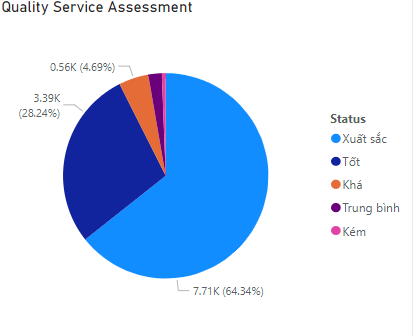 Quality Service Assessment
0.56K (4.69%)
3.39K
(28.24%)
Status
Xuất sắc
Tốt
Khá
Trung bình
Kém
7.71K (64.34%)